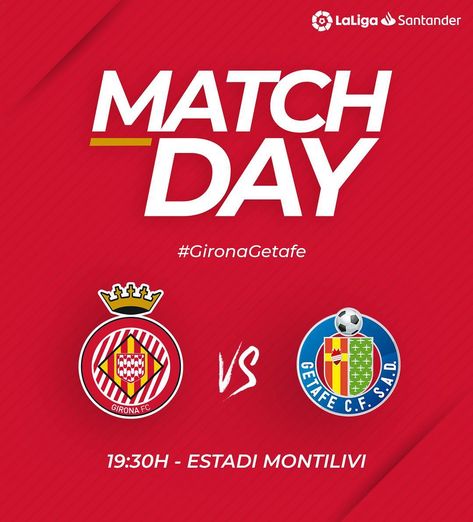 LaLiga Santander
MATCH
DAY
#GironaGetafe
VS
GIRONA FC
GETAFE C.F. S.A.D.
19:30H - ESTADI MONTILIVI